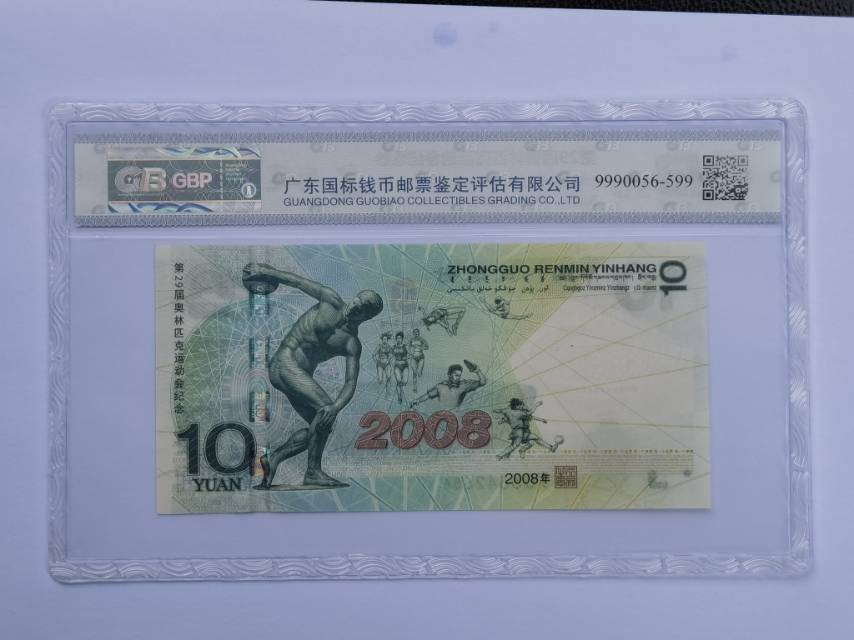 GBP
广东国标钱币邮票鉴定评估有限公司
GUANGDONG GUOBIAO COLLECTIBLES GRADING CO.,LTD
9990056-599
第29届奥林匹克运动会纪念
ZHONGGUO RENMIN YINHANG
10
2008
10
YUAN
2008年